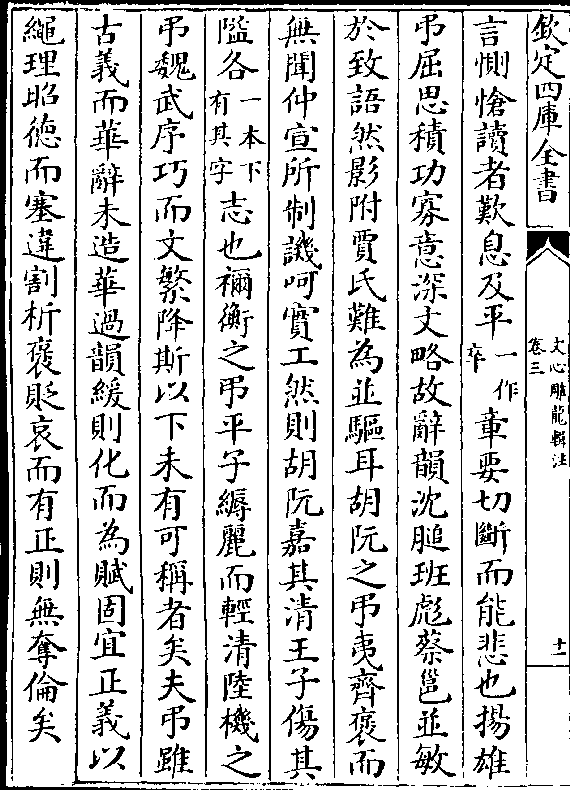 欽定四庫全書
文心雕龍輯注
卷三
十一
言惻愴讀者歎息及平一作卒章要切斷而能悲也揚雄
弔屈思積功寡意深文略故辭韻沈膇班彪蔡邕並敏
於致語然影附賈氏難為並驅耳胡阮之弔夷齊褒而
無聞仲宣所制譏呵實工然則胡阮嘉其清王子傷其
隘各一本下有其字志也禰衡之弔平子縟麗而輕清陸機之
弔魏武序巧而文繁降斯以下未有可稱者矣夫弔雖
古義而華辭未造華過韻緩則化而為賦固宜正義以
繩理昭德而塞違割析褒貶哀而有正則無奪倫矣